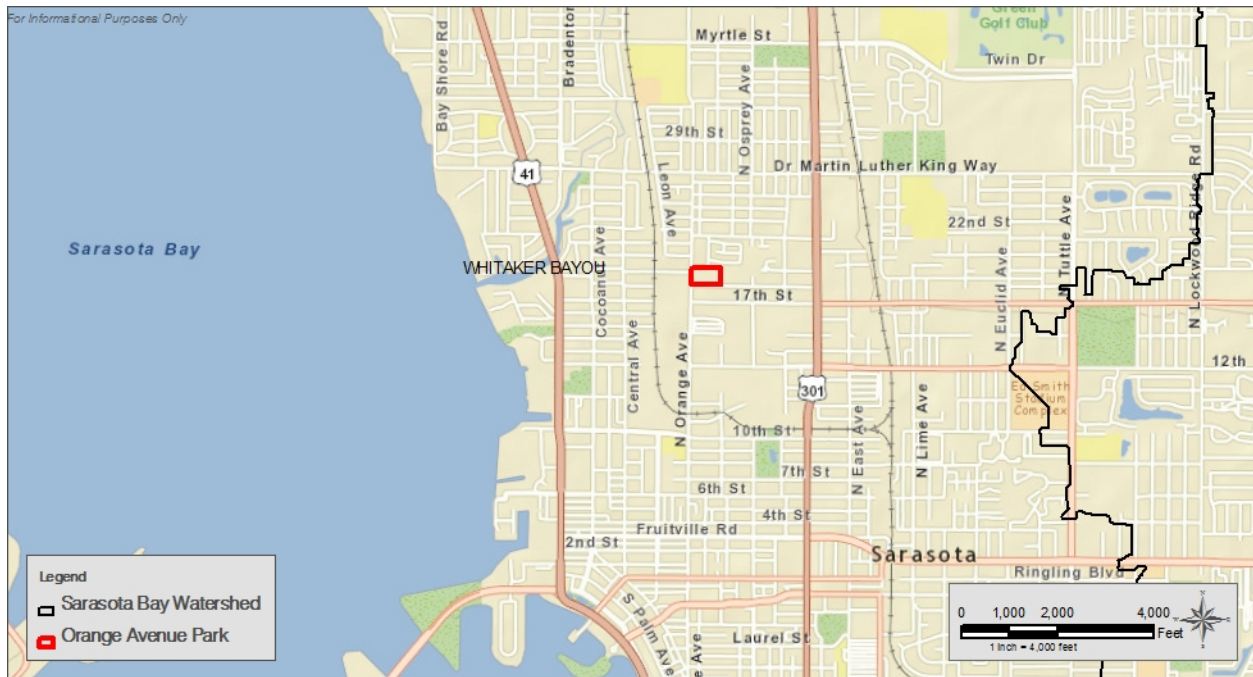 For Informational Purposes Only
Green
Golf Club
Myrtle St
Twin Dr
Bay Shore Rd
Bradenton
N Osprey Ave
29th St
Dr Martin Luther King Way
41
Leon Ave
22nd St
N Lockwood Ridge Rd
N Tuttle Ave
Sarasota Bay
WHITAKER BAYOU
Cocoanut Ave
17th St
N Euclid Ave
Central Ave
N Orange Ave
12th
301
Ed Smith
Stadium
Complex
N Lime Ave
N East Ave
10th St
7th St
6th St
4th St
Fruitville Rd
2nd St
Sarasota
Ringling Blvd
S Palm Ave
Laurel St
e Ave
Legend
Sarasota Bay Watershed
Orange Avenue Park
0 1,000 2,000 4,000
Feet
1 inch = 4,000 feet